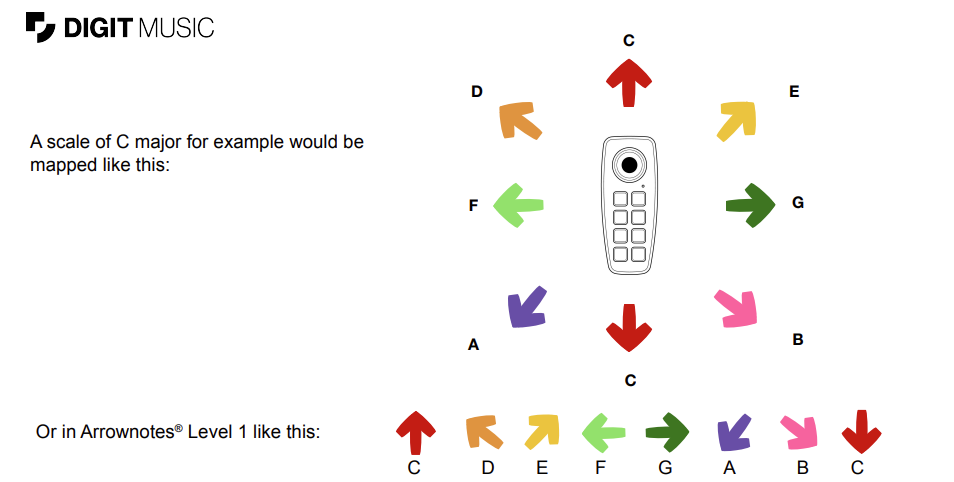 DIGIT MUSIC
C
D
E
A scale of C major for example would be
mapped like this:
F
G
A
B
C
Or in Arrownotes® Level 1 like this:
C D E F G A B C